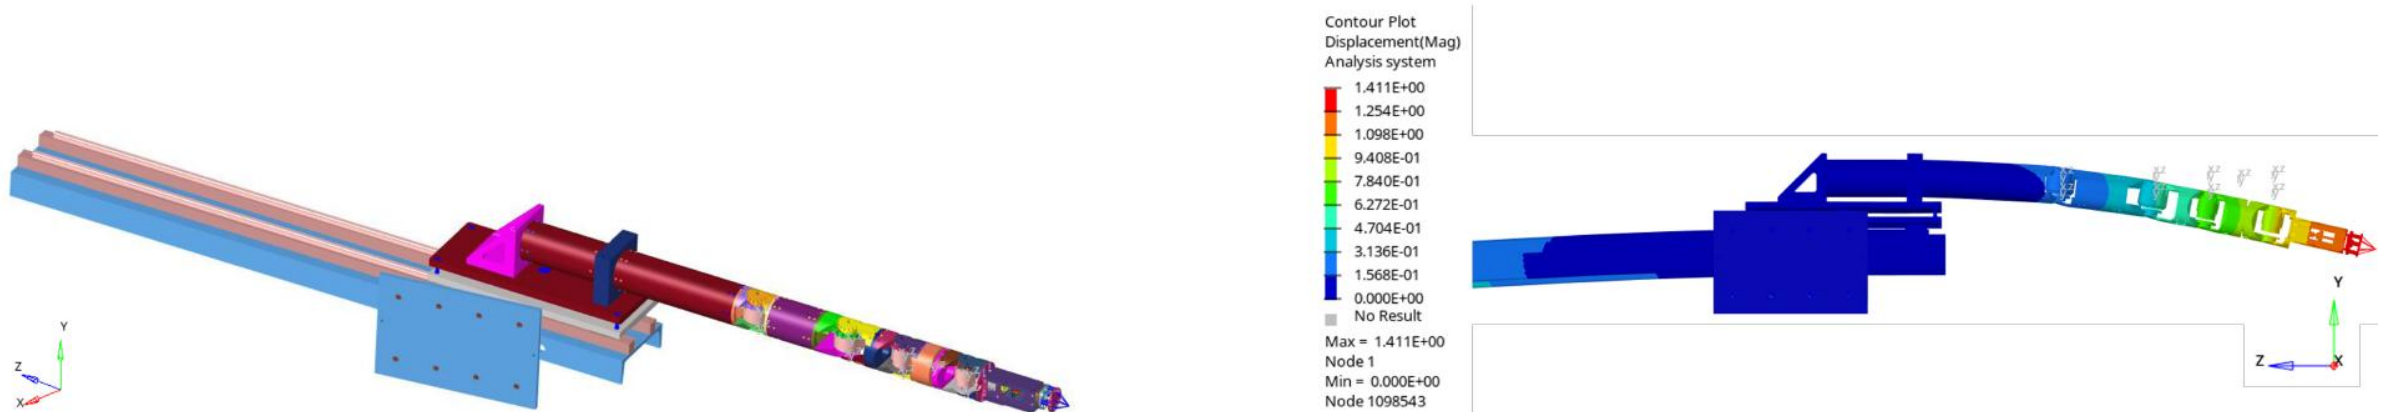 Contour Plot
Displacement(Mag)
Analysis system
1.411E+00
1.254E+00
1.098E+00
9.408E-01
7.840E-01
6.272E-01
4.704E-01
3.136E-01
1.568E-01
0.000E+00
No Result
Max = 1.411E+00
Node 1
Min = 0.000E+00
Node 1098543
Y
Z
X
Y
Z
X